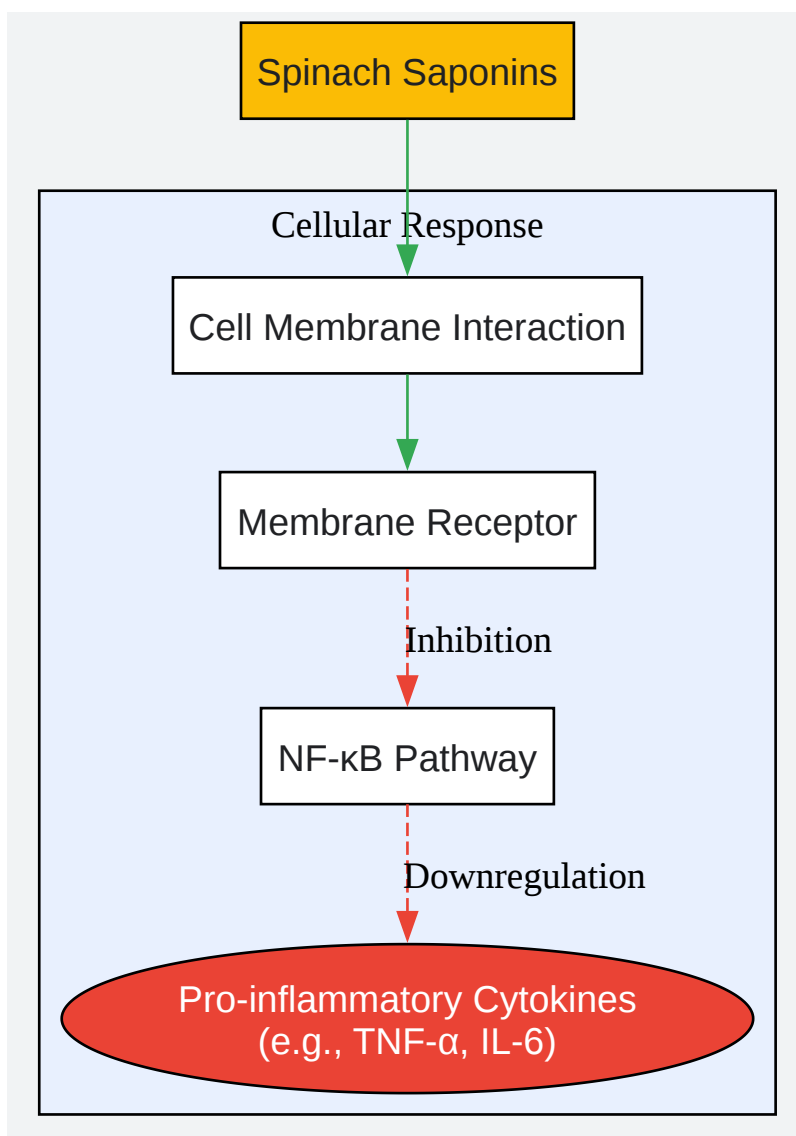 Spinach Saponins
Cellular Response
Cell Membrane Interaction
Membrane Receptor
Inhibition
NF-κB Pathway
Downregulation
Pro-inflammatory Cytokines
(e.g., TNF-α, IL-6)